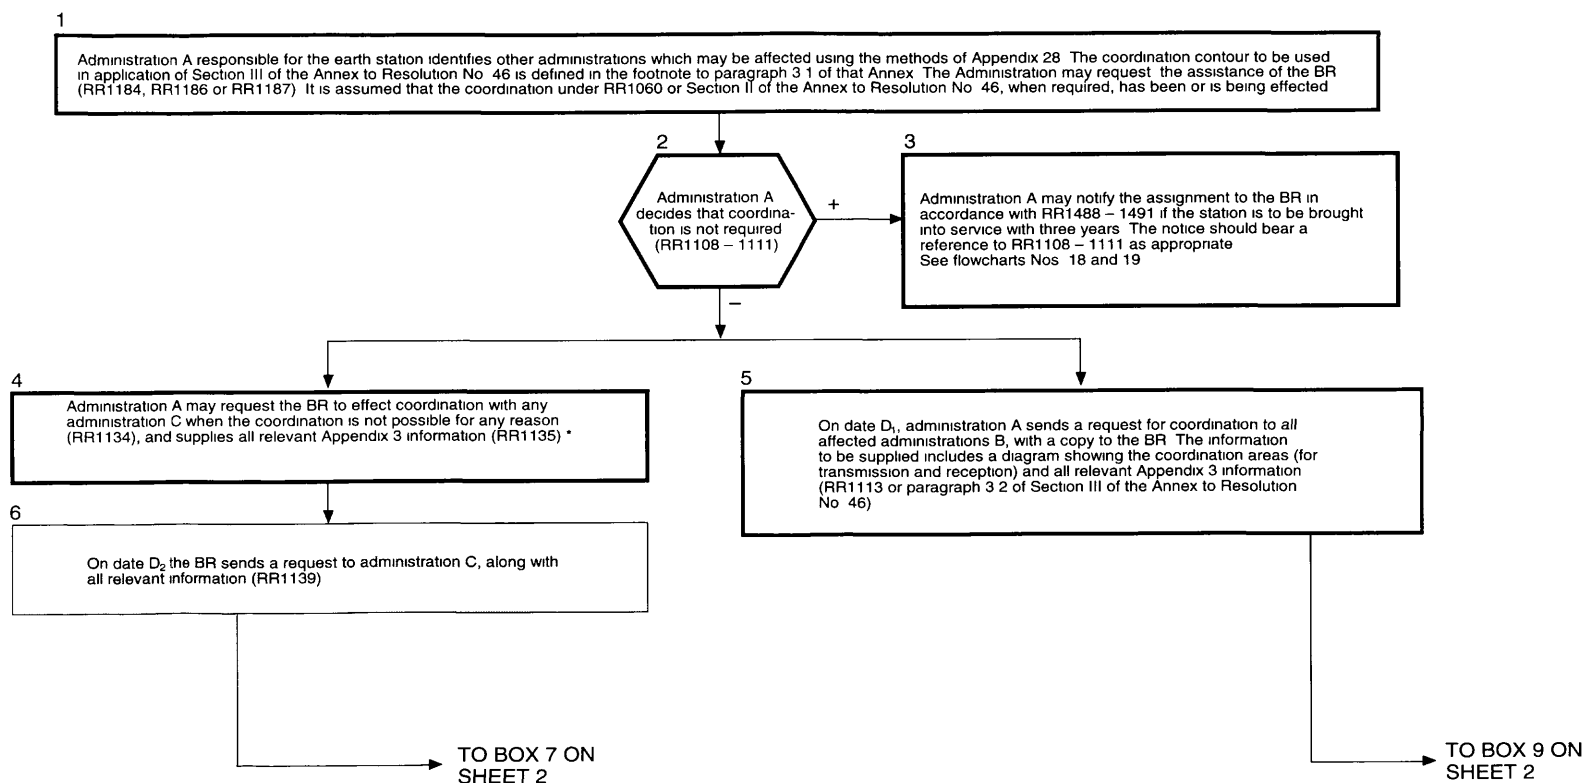 1
Administration A responsible for the earth station identifies other administrations which may be affected using the methods of Appendix 28 The coordination contour to be used
in application of Section III of the Annex to Resolution No 46 is defined in the footnote to paragraph 3 1 of that Annex The Administration may request the assistance of the BR
(RR1184, RR1186 or RR1187) It is assumed that the coordination under RR1060 or Section II of the Annex to Resolution No 46, when required, has been or is being effected
2
Administration A
decides that coordina-
tion is not required
(RR1108 – 1111)
+
–
3
Administration A may notify the assignment to the BR in
accordance with RR1488 – 1491 if the station is to be brought
into service with three years The notice should bear a
reference to RR1108 – 1111 as appropriate
See flowcharts Nos 18 and 19
4
Administration A may request the BR to effect coordination with any
administration C when the coordination is not possible for any reason
(RR1134), and supplies all relevant Appendix 3 information (RR1135) *
5
On date D₁, administration A sends a request for coordination to all
affected administrations B, with a copy to the BR The information
to be supplied includes a diagram showing the coordination areas (for
transmission and reception) and all relevant Appendix 3 information
(RR1113 or paragraph 3 2 of Section III of the Annex to Resolution
No 46)
6
On date D₂ the BR sends a request to administration C, along with
all relevant information (RR1139)
TO BOX 7 ON
SHEET 2
TO BOX 9 ON
SHEET 2